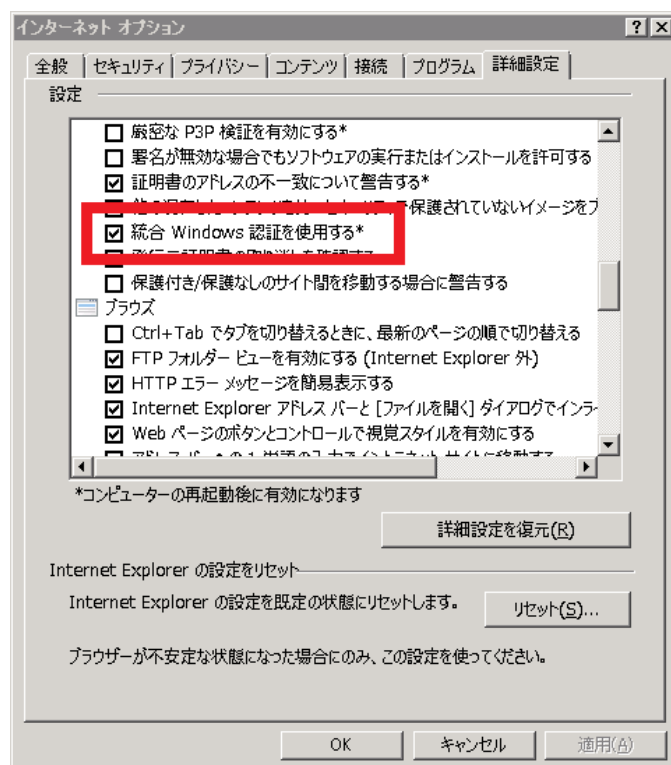 インターネット オプション
全般 セキュリティ プライバシー コンテンツ 接続 プログラム 詳細設定
設定
厳密な P3P 検証を有効にする*
署名が無効な場合でもソフトウェアの実行またはインストールを許可する
証明書のアドレスの不一致について警告する*
保護されていないイメージをブ
統合 Windows 認証を使用する*
保護付き/保護なしのサイト間を移動する場合に警告する
ブラウズ
Ctrl+Tab でタブを切り替えるときに、最新のページの順で切り替える
FTP フォルダー ビューを有効にする (Internet Explorer 外)
HTTP エラー メッセージを簡易表示する
Internet Explorer アドレス バーと [ファイルを開く] ダイアログでインラ
Web ページのボタンとコントロールで視覚スタイルを有効にする
*コンピューターの再起動後に有効になります
詳細設定を復元(R)
Internet Explorer の設定をリセット
Internet Explorer の設定を既定の状態にリセットします。
リセット(S)...
ブラウザーが不安定な状態になった場合にのみ、この設定を使ってください。
OK キャンセル 適用(A)